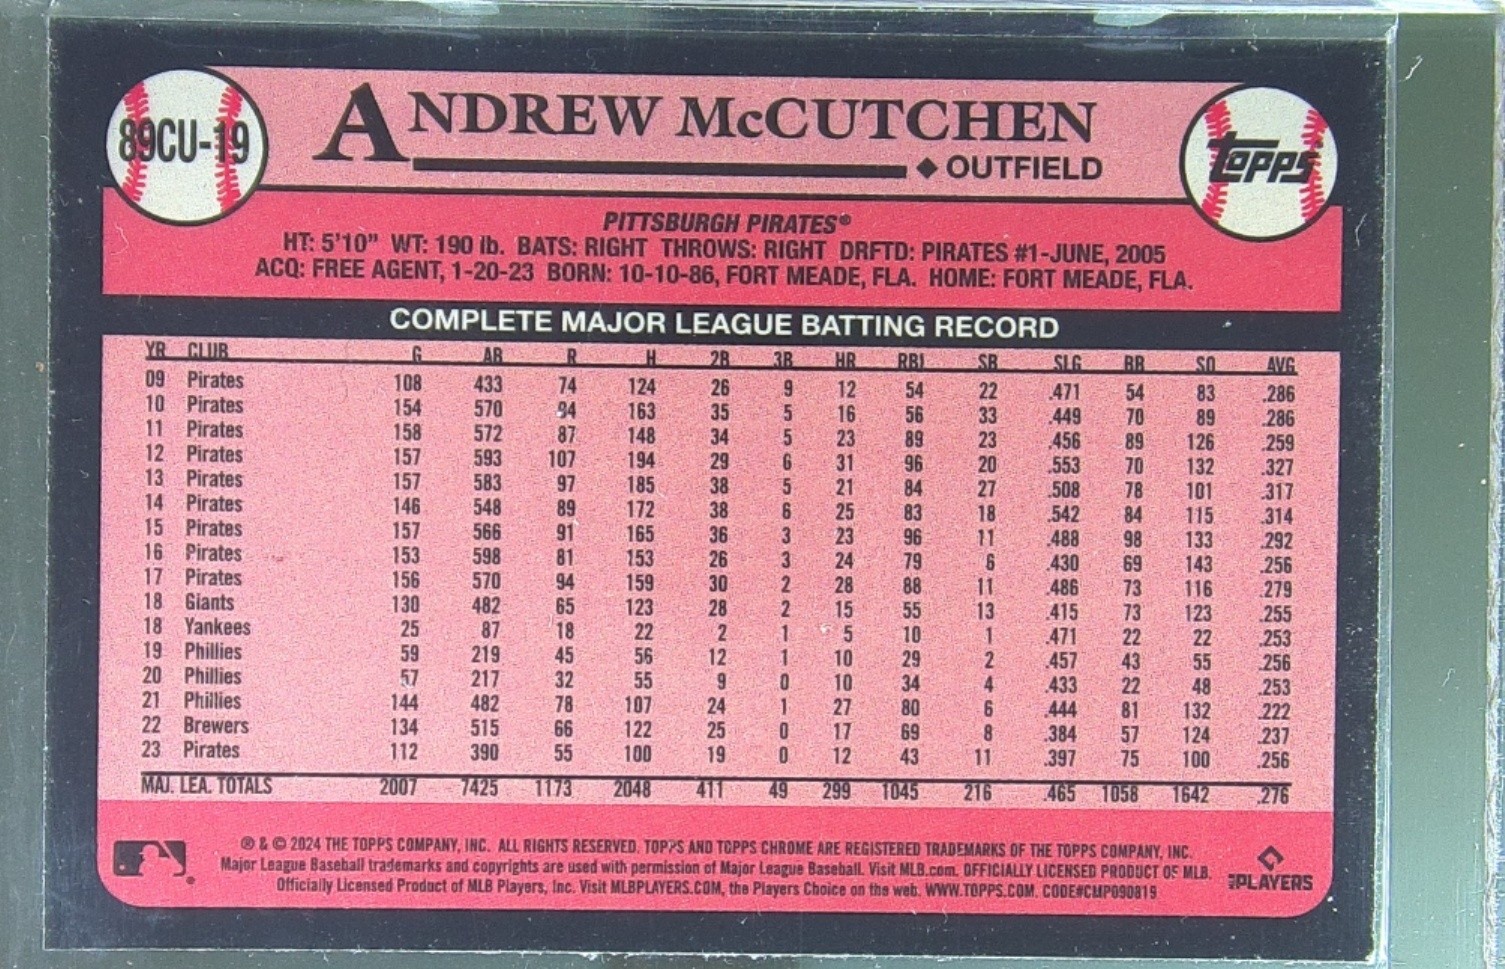 89CU-19
ANDREW McCUTCHEN
◆ OUTFIELD
topps
PITTSBURGH PIRATES®
HT: 5'10" WT: 190 lb. BATS: RIGHT THROWS: RIGHT DRFTD: PIRATES #1-JUNE, 2005
ACQ: FREE AGENT, 1-20-23 BORN: 10-10-86, FORT MEADE, FLA. HOME: FORT MEADE, FLA.
COMPLETE MAJOR LEAGUE BATTING RECORD
YR CLUB G AB R H 2B 3B HR RBI SB SLG BB SO AVG
09 Pirates 108 433 74 124 26 9 12 54 22 .471 54 83 .286
10 Pirates 154 570 94 163 35 5 16 56 33 .449 70 89 .286
11 Pirates 158 572 87 148 34 5 23 89 23 .456 89 126 .259
12 Pirates 157 593 107 194 29 6 31 96 20 .553 70 132 .327
13 Pirates 157 583 97 185 38 5 21 84 27 .508 78 101 .317
14 Pirates 146 548 89 172 38 6 25 83 18 .542 84 115 .314
15 Pirates 157 566 91 165 36 3 23 96 11 .488 98 133 .292
16 Pirates 153 598 81 153 26 3 24 79 6 .430 69 143 .256
17 Pirates 156 570 94 159 30 2 28 88 11 .486 73 116 .279
18 Giants 130 482 65 123 28 2 15 55 13 .415 73 123 .255
18 Yankees 25 87 18 22 2 1 5 10 1 .471 22 22 .253
19 Phillies 59 219 45 56 12 1 10 29 2 .457 43 55 .256
20 Phillies 57 217 32 55 9 0 10 34 4 .433 22 48 .253
21 Phillies 144 482 78 107 24 1 27 80 6 .444 81 132 .222
22 Brewers 134 515 66 122 25 0 17 69 8 .384 57 124 .237
23 Pirates 112 390 55 100 19 0 12 43 11 .397 75 100 .256
MAJ. LEA. TOTALS 2007 7425 1173 2048 411 49 299 1045 216 .465 1058 1642 .276
® & © 2024 THE TOPPS COMPANY, INC. ALL RIGHTS RESERVED. TOPPS AND TOPPS CHROME ARE REGISTERED TRADEMARKS OF THE TOPPS COMPANY, INC.
Major League Baseball trademarks and copyrights are used with permission of Major League Baseball. Visit MLB.com. OFFICIALLY LICENSED PRODUCT OF MLB.
Officially Licensed Product of MLB Players, Inc. Visit MLBPLAYERS.COM, the Players Choice on the web. WWW.TOPPS.COM. CODE#CMP090819
MLB PLAYERS